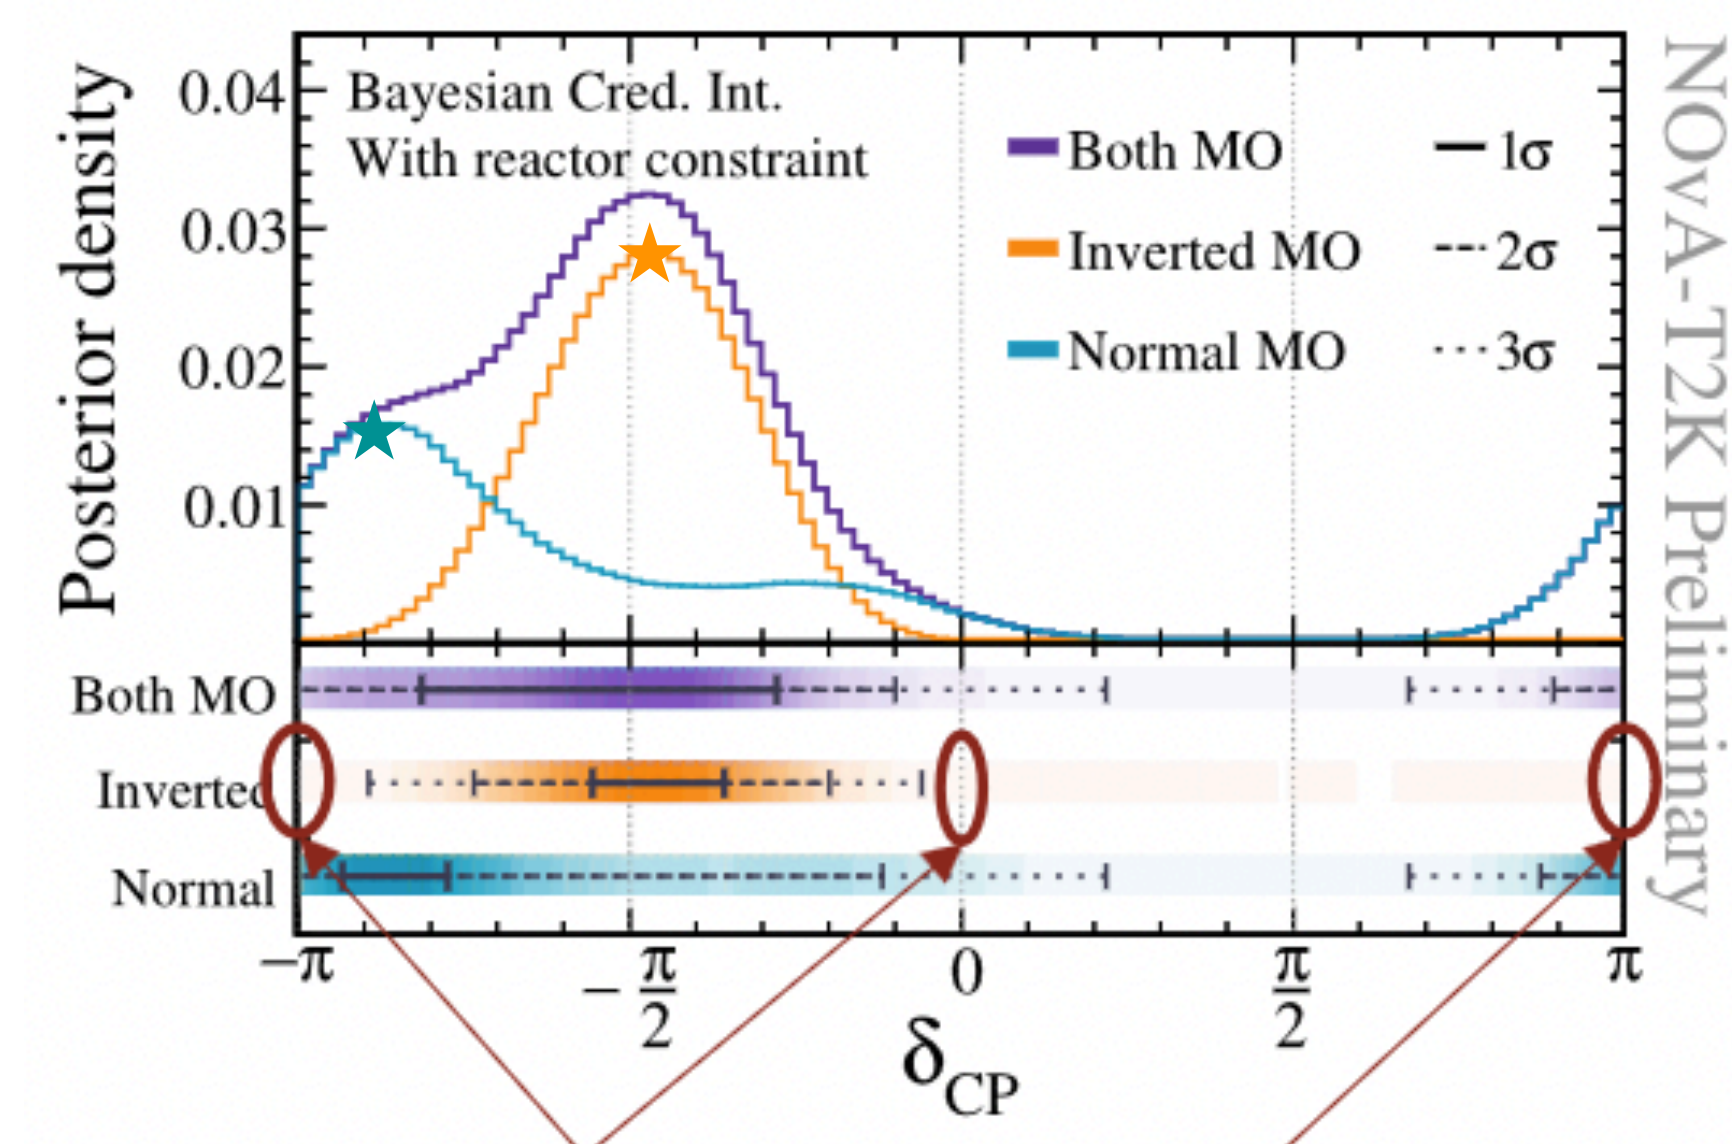 Bayesian Cred. Int.
With reactor constraint
Both MO
1σ
Inverted MO
2σ
Normal MO
3σ
Posterior density
0.04
0.03
0.02
0.01
Both MO
Inverted
Normal
−π
−π/2
0
π/2
π
δCP
NOvA-T2K Preliminary